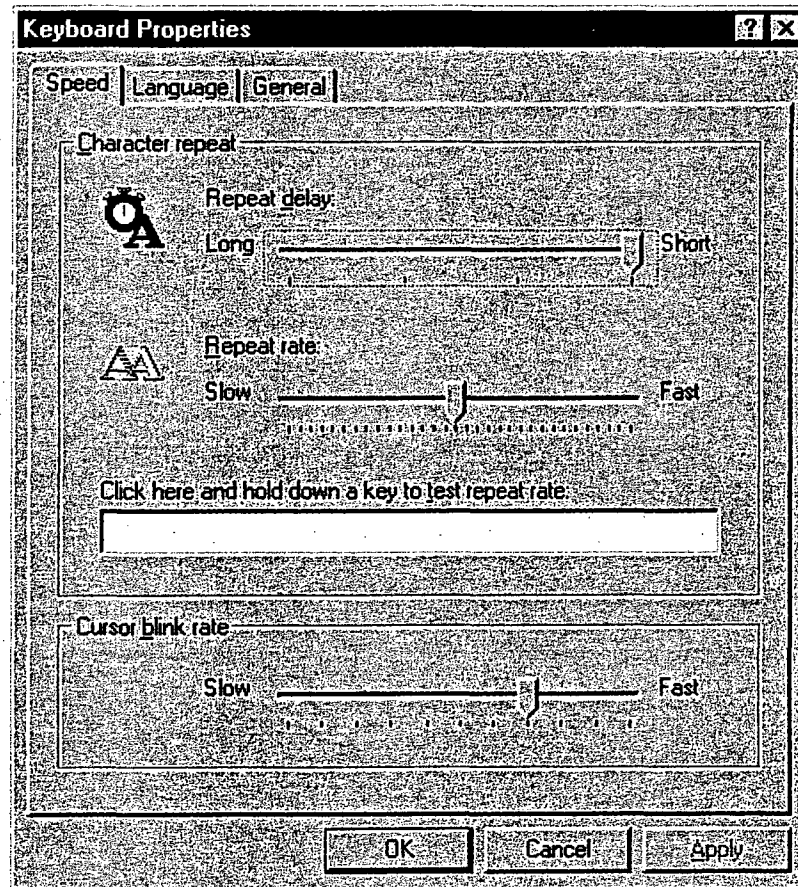 Keyboard Properties
Speed Language General
Character repeat
Repeat delay:
Long Short
Repeat rate:
Slow Fast
Click here and hold down a key to test repeat rate:
Cursor blink rate
Slow Fast
OK Cancel Apply